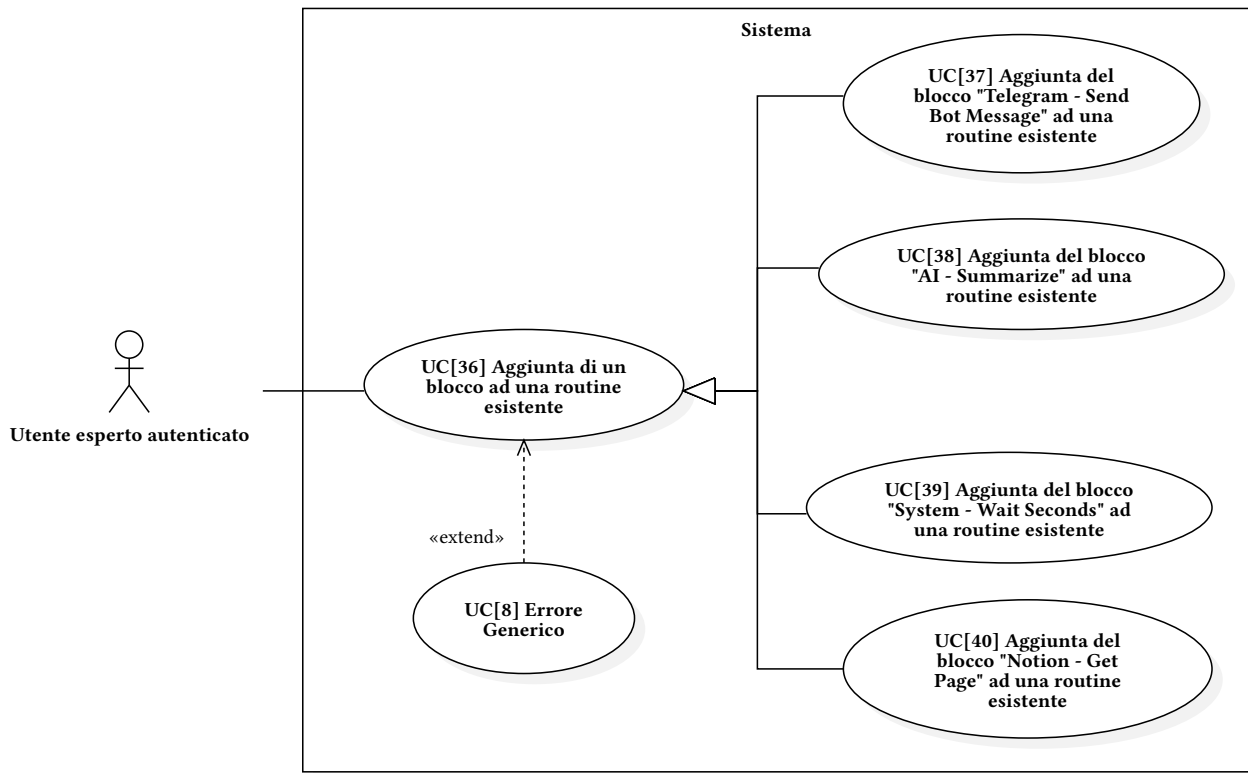 Sistema
UC[37] Aggiunta del
blocco "Telegram - Send
Bot Message" ad una
routine esistente
UC[38] Aggiunta del blocco
"AI - Summarize" ad una
routine esistente
UC[36] Aggiunta di un
blocco ad una routine
esistente
Utente esperto autenticato
UC[39] Aggiunta del blocco
"System - Wait Seconds" ad
una routine esistente
«extend»
UC[8] Errore
Generico
UC[40] Aggiunta del
blocco "Notion - Get
Page" ad una routine
esistente